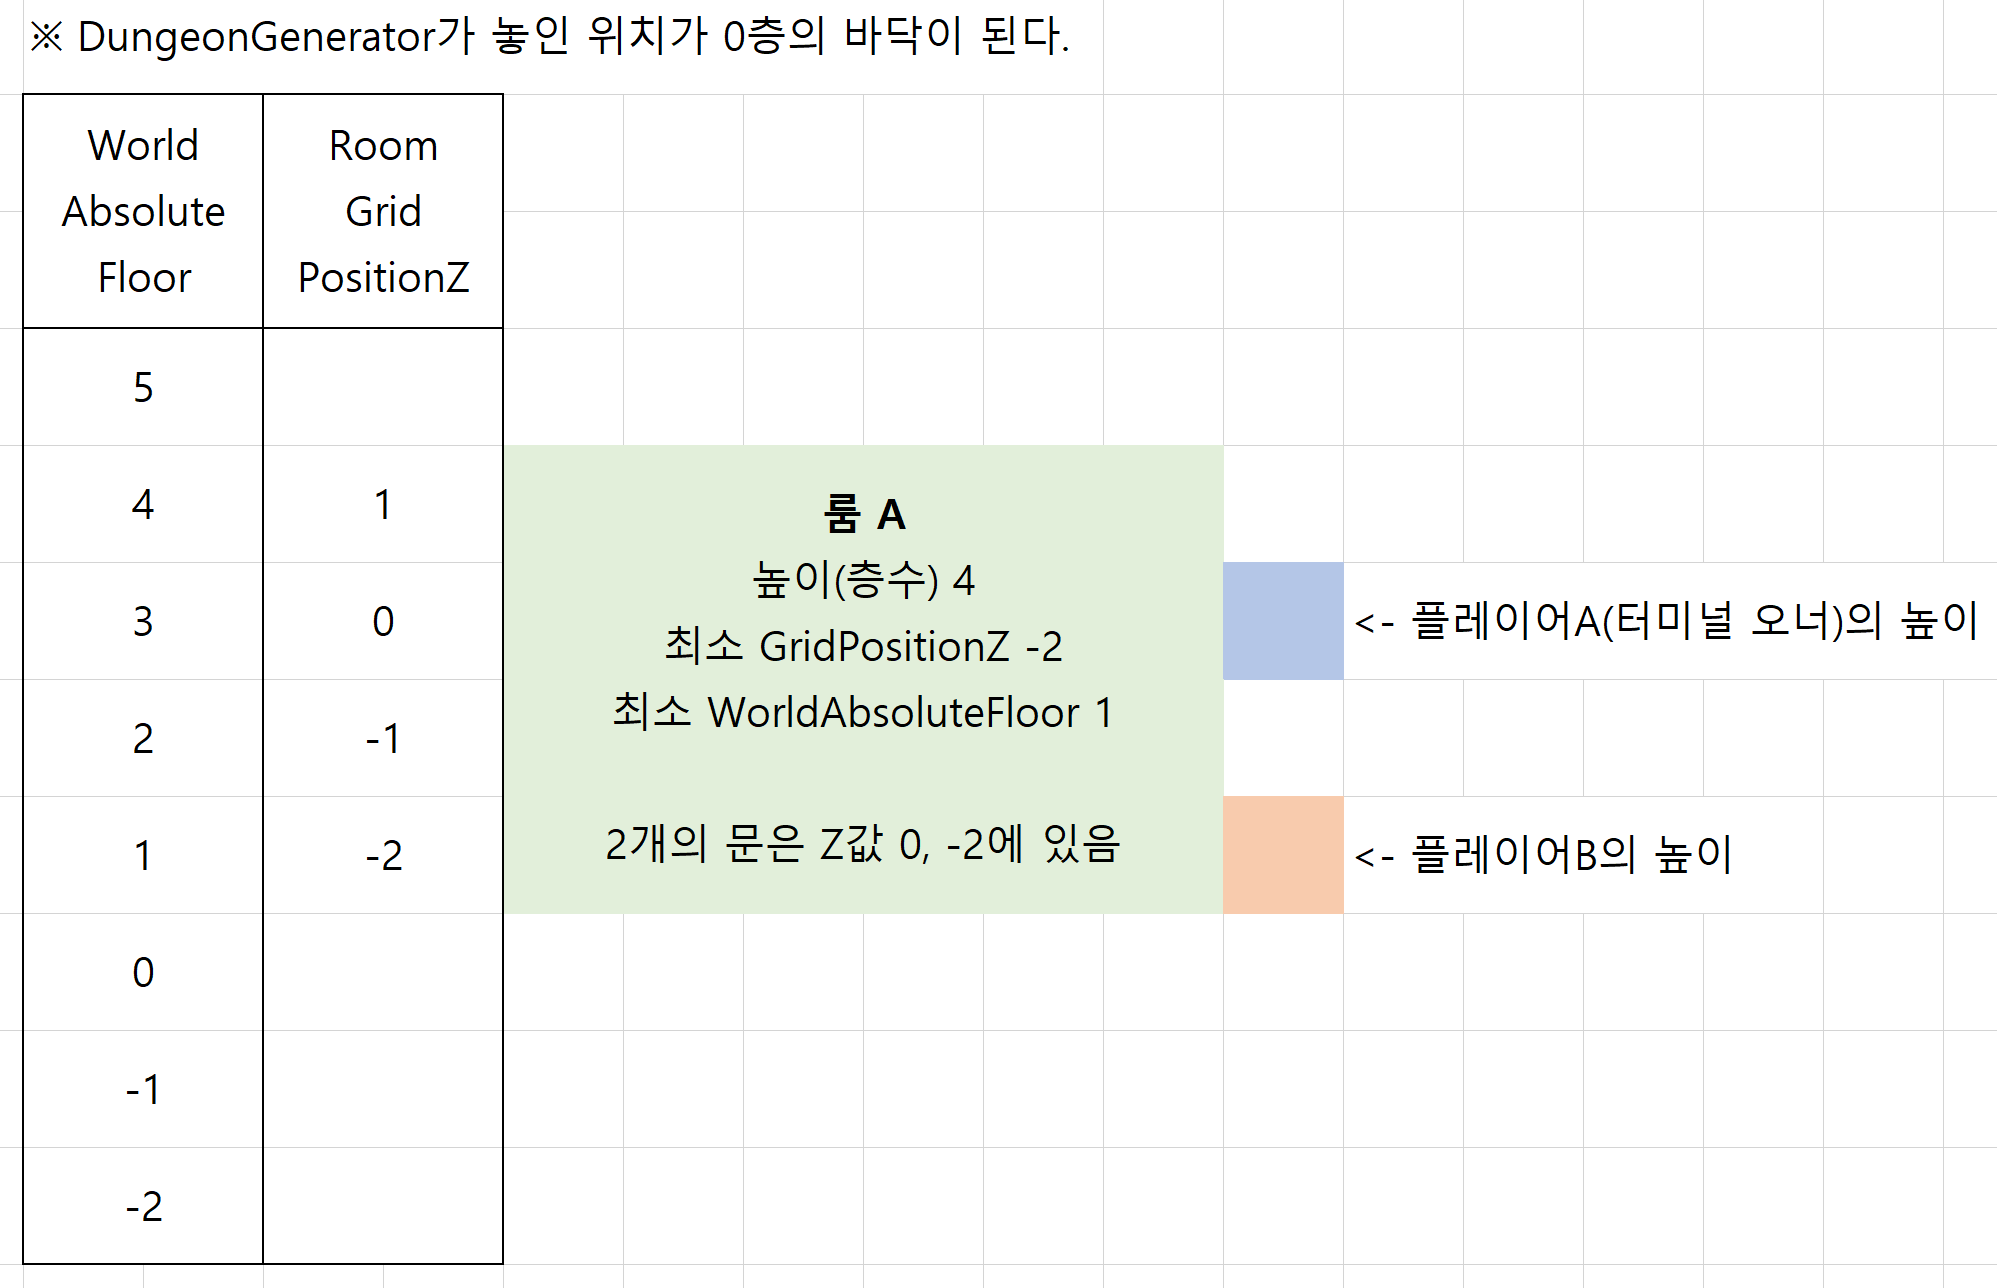 ※ DungeonGenerator가 놓인 위치가 0층의 바닥이 된다.
World
Absolute
Floor
Room
Grid
PositionZ
5
4
1
3
0
2
-1
1
-2
0
-1
-2
룸 A
높이(층수) 4
최소 GridPositionZ -2
최소 WorldAbsoluteFloor 1
2개의 문은 Z값 0, -2에 있음
<- 플레이어A(터미널 오너)의 높이
<- 플레이어B의 높이